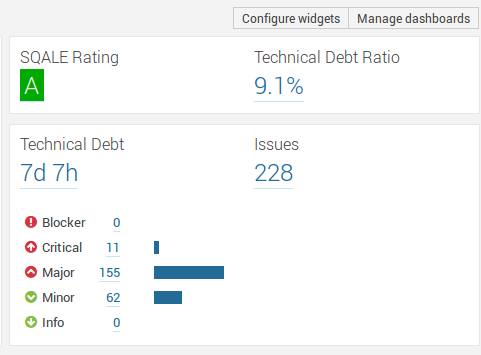 Configure widgets Manage dashboards
SQALE Rating Technical Debt Ratio
A 9.1%
Technical Debt Issues
7d 7h 228
Blocker 0
Critical 11
Major 155
Minor 62
Info 0